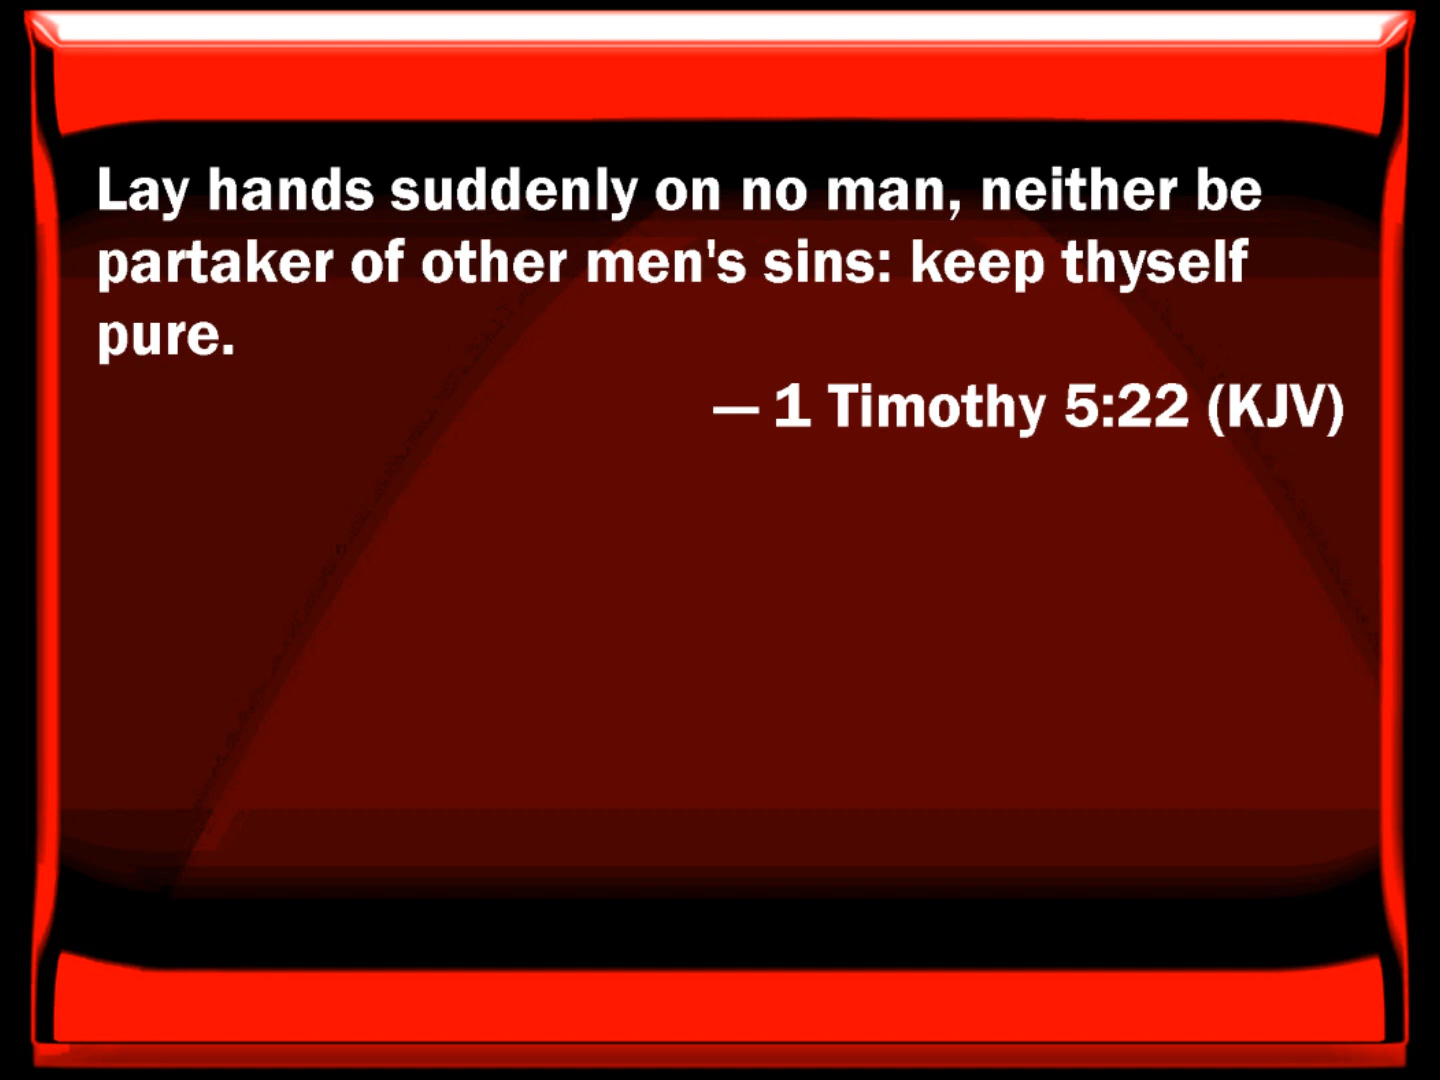 Lay hands suddenly on no man, neither be
partaker of other men's sins: keep thyself
pure.
— 1 Timothy 5:22 (KJV)